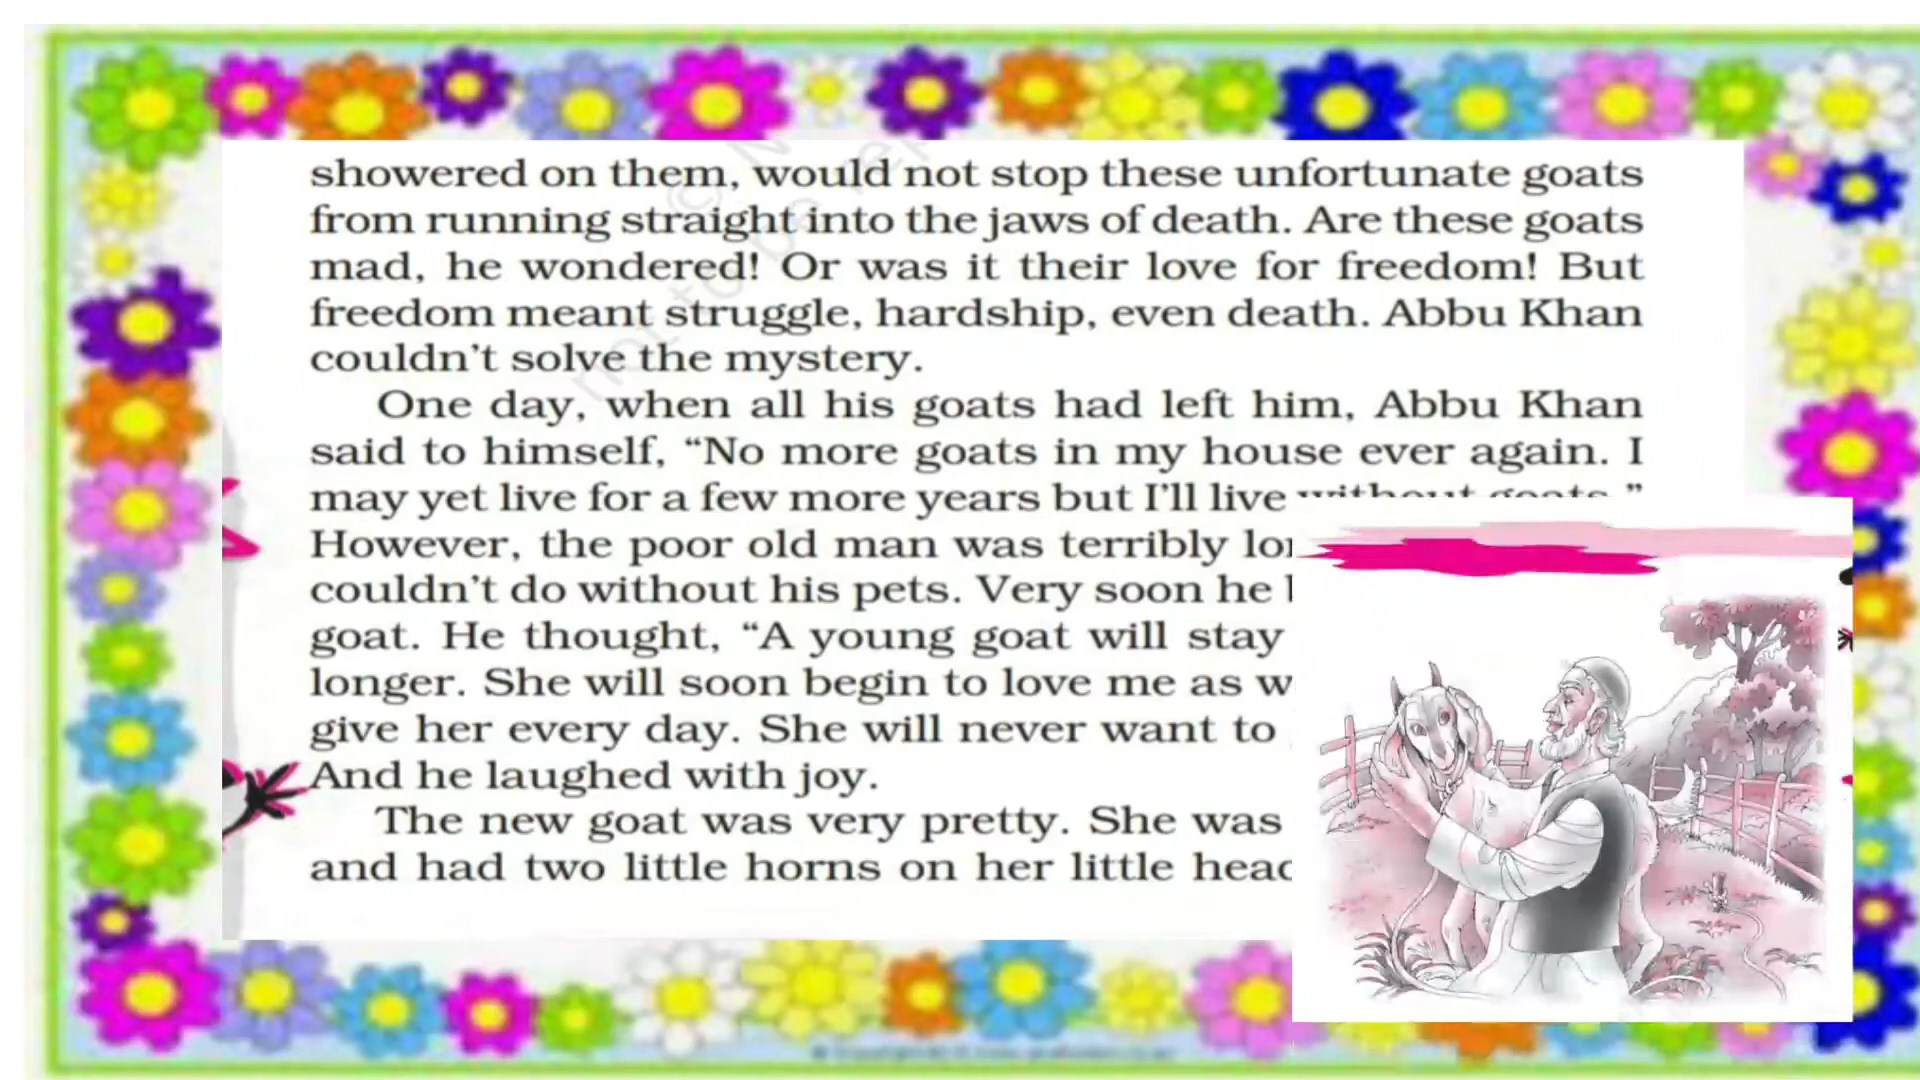 showered on them, would not stop these unfortunate goats
from running straight into the jaws of death. Are these goats
mad, he wondered! Or was it their love for freedom! But
freedom meant struggle, hardship, even death. Abbu Khan
couldn't solve the mystery.
One day, when all his goats had left him, Abbu Khan
said to himself, “No more goats in my house ever again. I
may yet live for a few more years but I'll live without goats.”
However, the poor old man was terribly
couldn't do without his pets. Very soon he
goat. He thought, “A young goat will stay
longer. She will soon begin to love me as
give her every day. She will never want to
And he laughed with joy.
The new goat was very pretty. She was
and had two little horns on her little